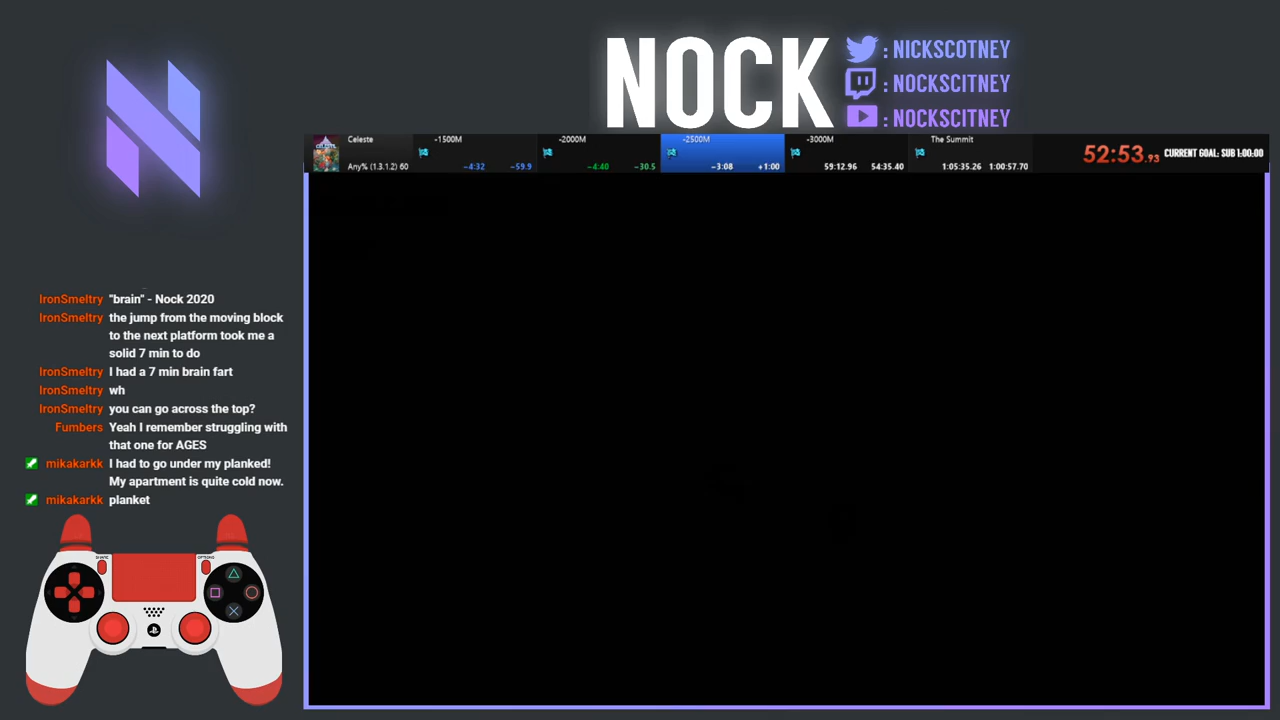 NOCK
: NICKSCOTNEY
: NOCKSCITNEY
: NOCKSCITNEY
Celeste
Any% (1.3.1.2) 60
-1500M
−4:32 −59.9
-2000M
−4:40 −30.5
-2500M
−3:08 +1:00
-3000M
59:12.96 54:35.40
The Summit
1:05:35.26 1:00:57.70
52:53.93
CURRENT GOAL: SUB 1:00:00
IronSmeltry "brain" - Nock 2020
IronSmeltry the jump from the moving block
to the next platform took me a
solid 7 min to do
IronSmeltry I had a 7 min brain fart
IronSmeltry wh
IronSmeltry you can go across the top?
Fumbers Yeah I remember struggling with
that one for AGES
mikakarkk I had to go under my planked!
My apartment is quite cold now.
mikakarkk planket
SHARE
OPTIONS